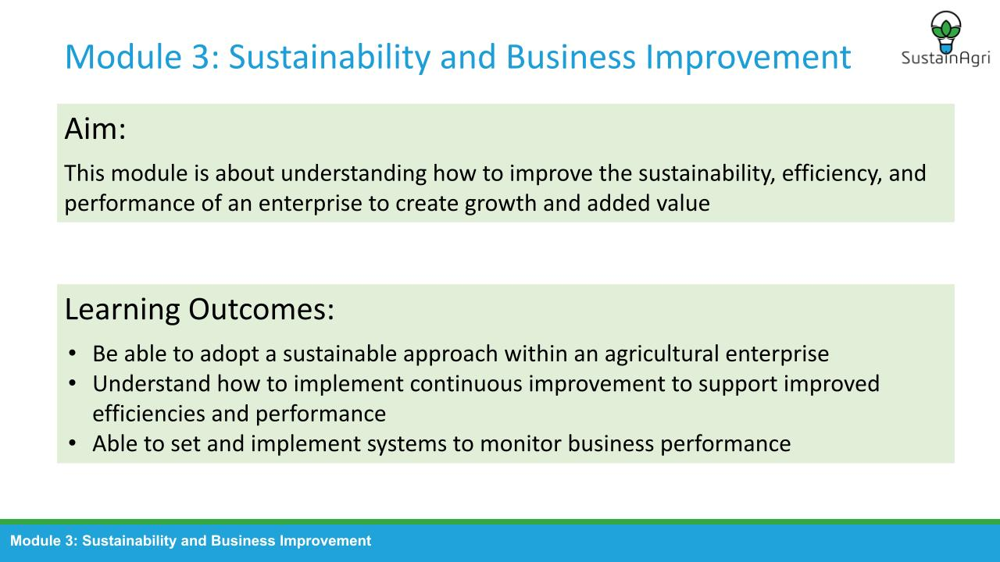 Module 3: Sustainability and Business Improvement
SustainAgri
Aim:
This module is about understanding how to improve the sustainability, efficiency, and
performance of an enterprise to create growth and added value
Learning Outcomes:
• Be able to adopt a sustainable approach within an agricultural enterprise
• Understand how to implement continuous improvement to support improved
efficiencies and performance
• Able to set and implement systems to monitor business performance
Module 3: Sustainability and Business Improvement